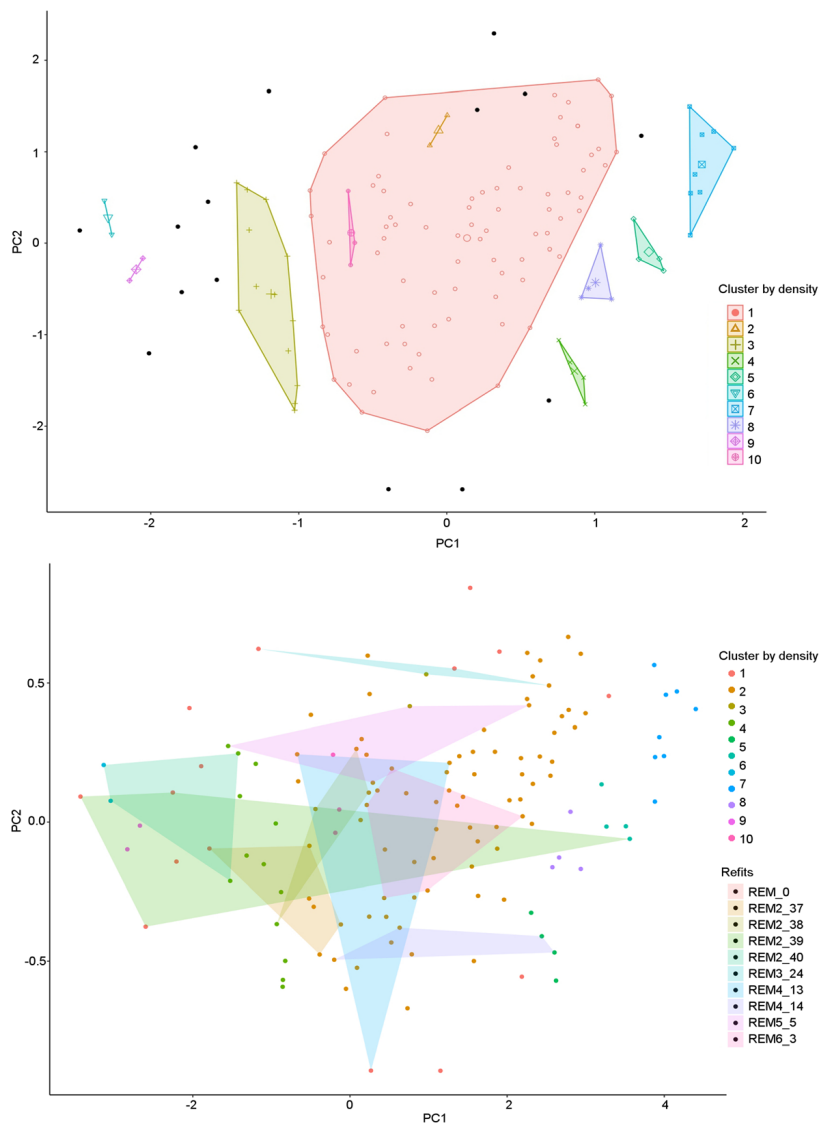 2
1
0
-1
-2
PC2
-2
-1
0
1
2
PC1
Cluster by density
1
2
3
4
5
6
7
8
9
10
0.5
0.0
-0.5
PC2
-2
0
2
4
PC1
Cluster by density
1
2
3
4
5
6
7
8
9
10
Refits
REM_0
REM2_37
REM2_38
REM2_39
REM2_40
REM3_24
REM4_13
REM4_14
REM5_5
REM6_3